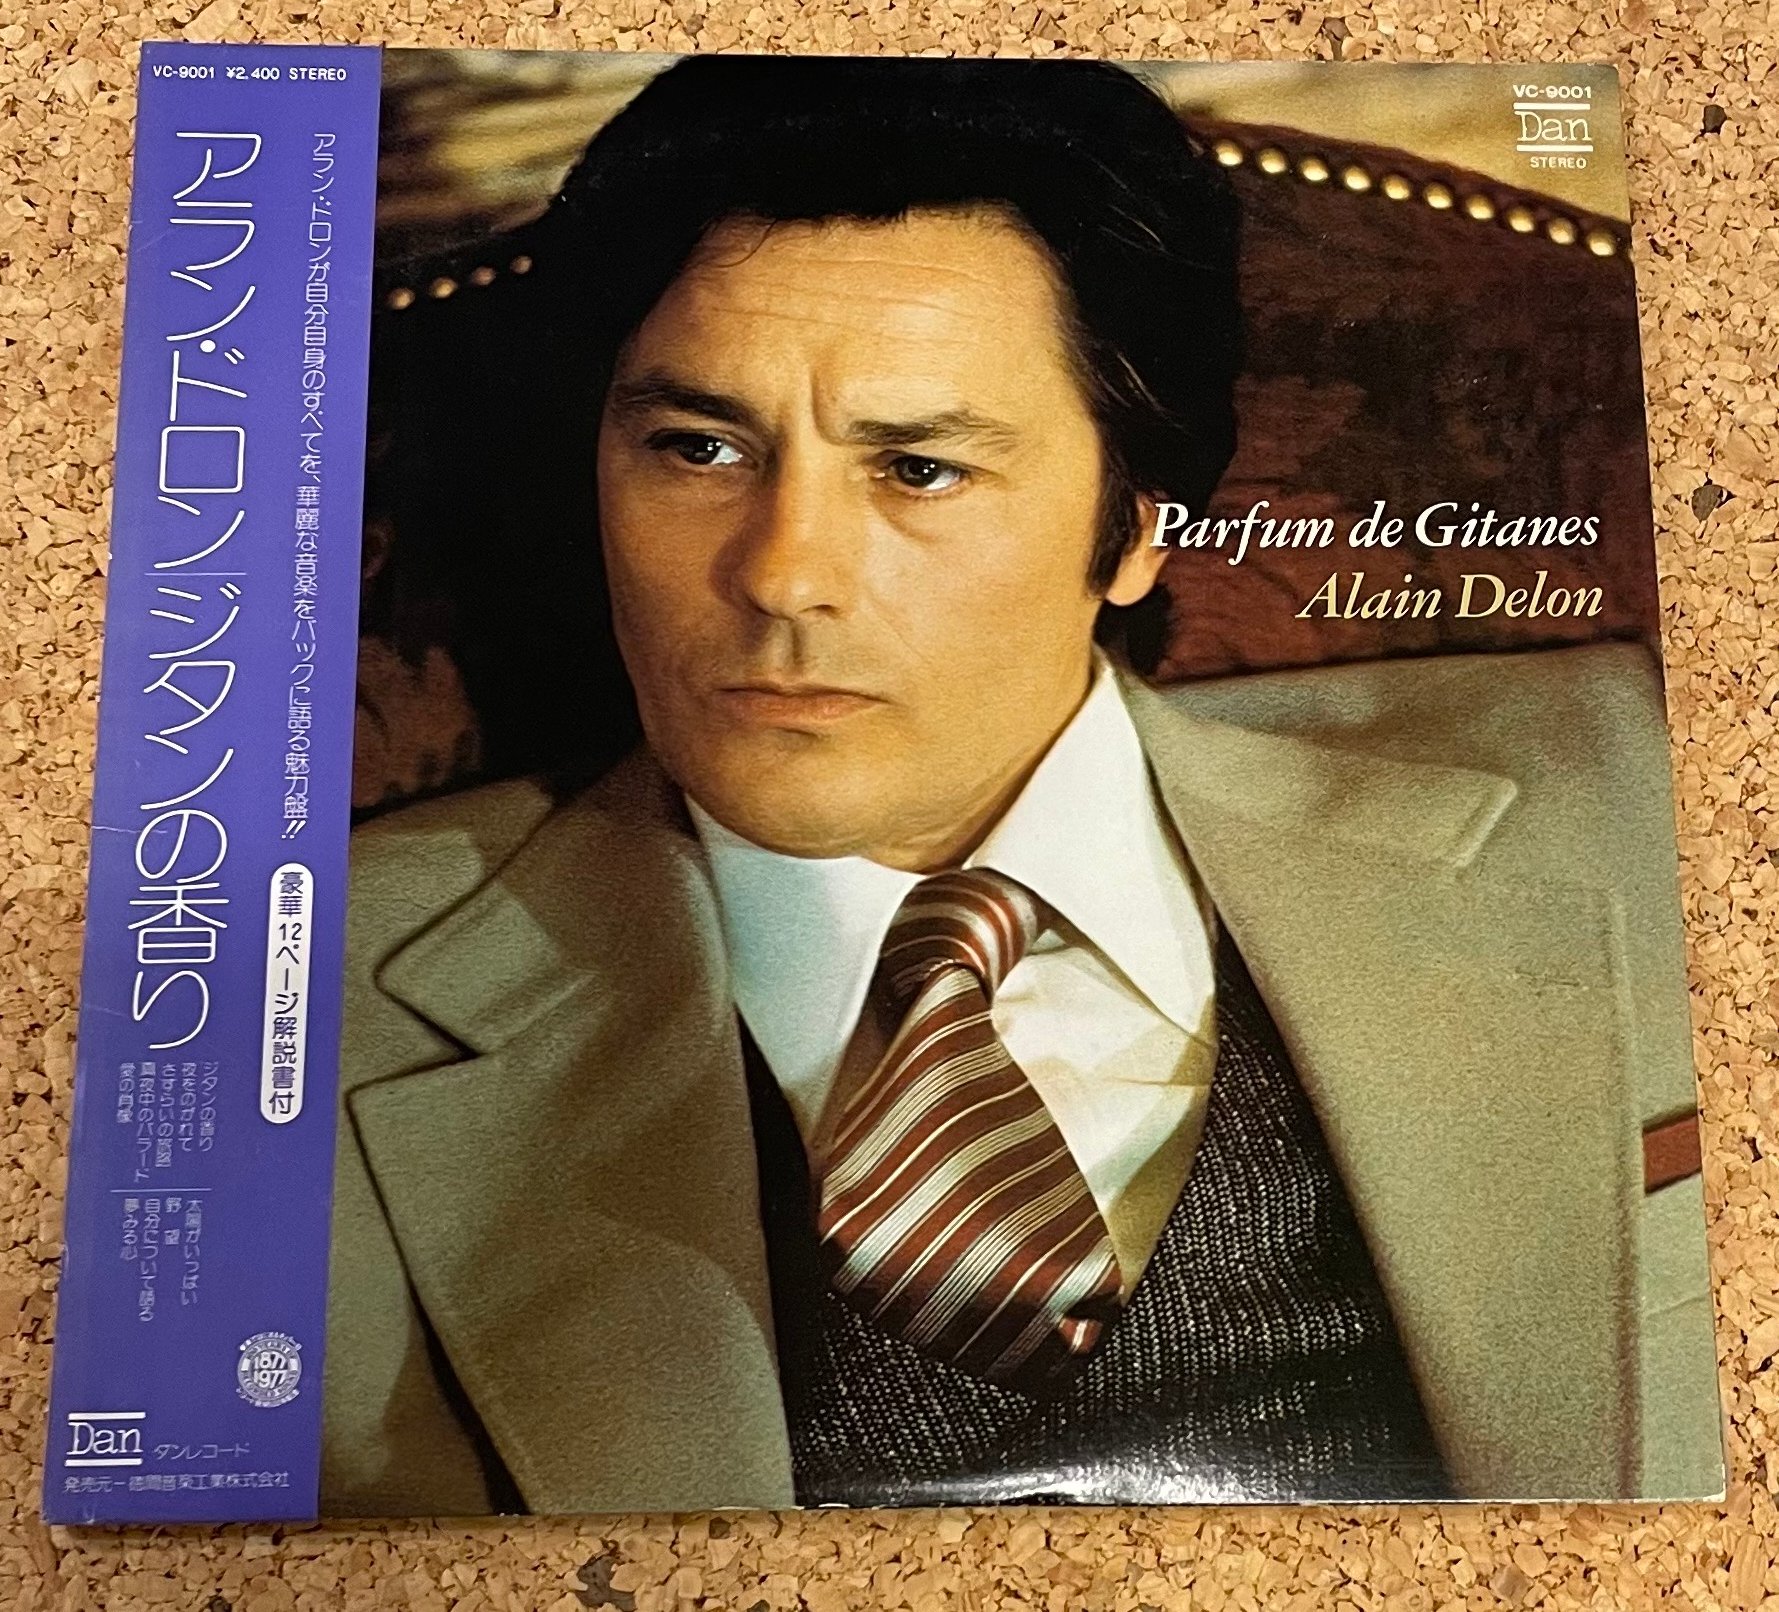 VC-9001 ¥2,400 STEREO
アラン・ドロンが自分自身のすべてを、華麗な音楽をバックに語る魅力盤!!
アラン・ドロン/ジタンの香り
豪華12ページ解説書付
ジタンの香り
夜をのがれて
さすらいの旅路
真夜中のバラード
愛の肖像
太陽がいっぱい
野望
自分について語る
夢みる心
1877
1977
Dan ダンレコード
発売元–徳間音楽工業株式会社
VC-9001
Dan
STEREO
Parfum de Gitanes
Alain Delon